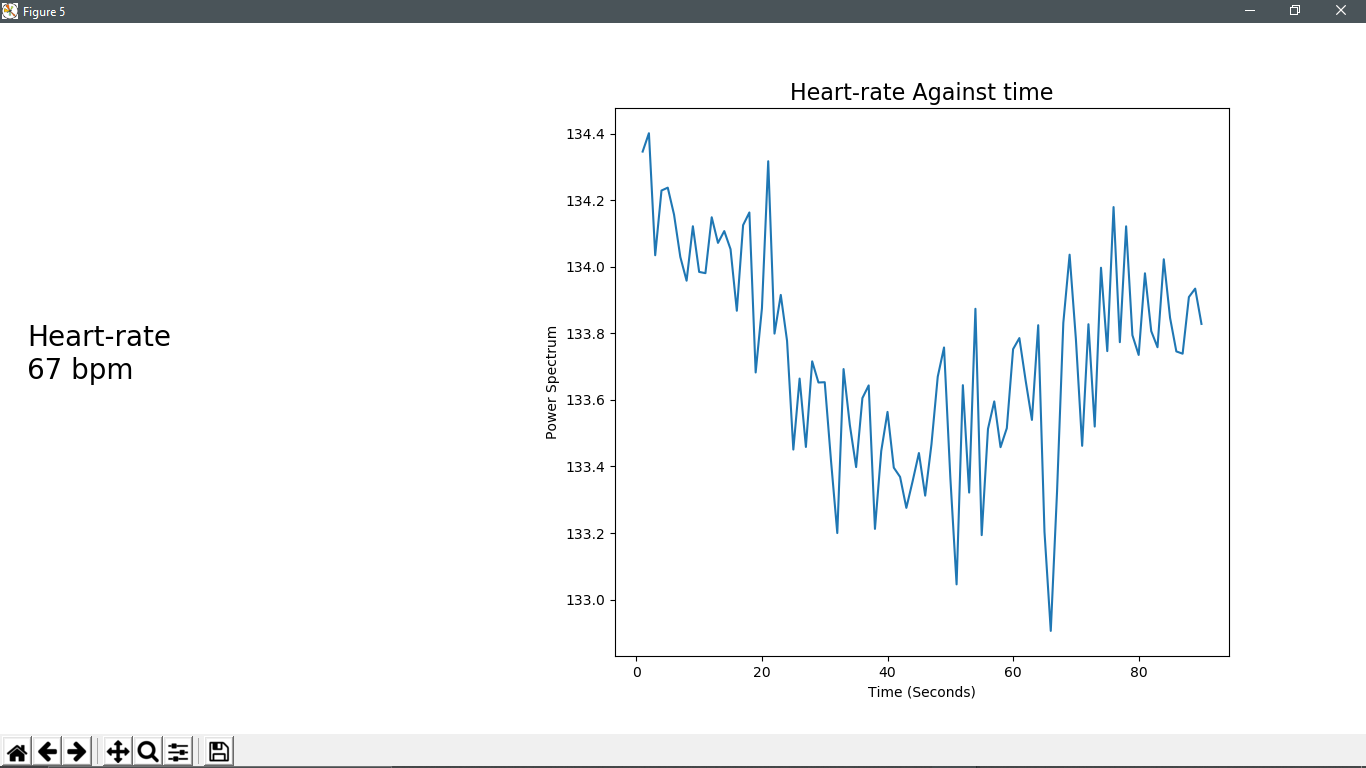 Figure 5
Heart-rate
67 bpm
Heart-rate Against time
Power Spectrum
134.4
134.2
134.0
133.8
133.6
133.4
133.2
133.0
0
20
40
60
80
Time (Seconds)